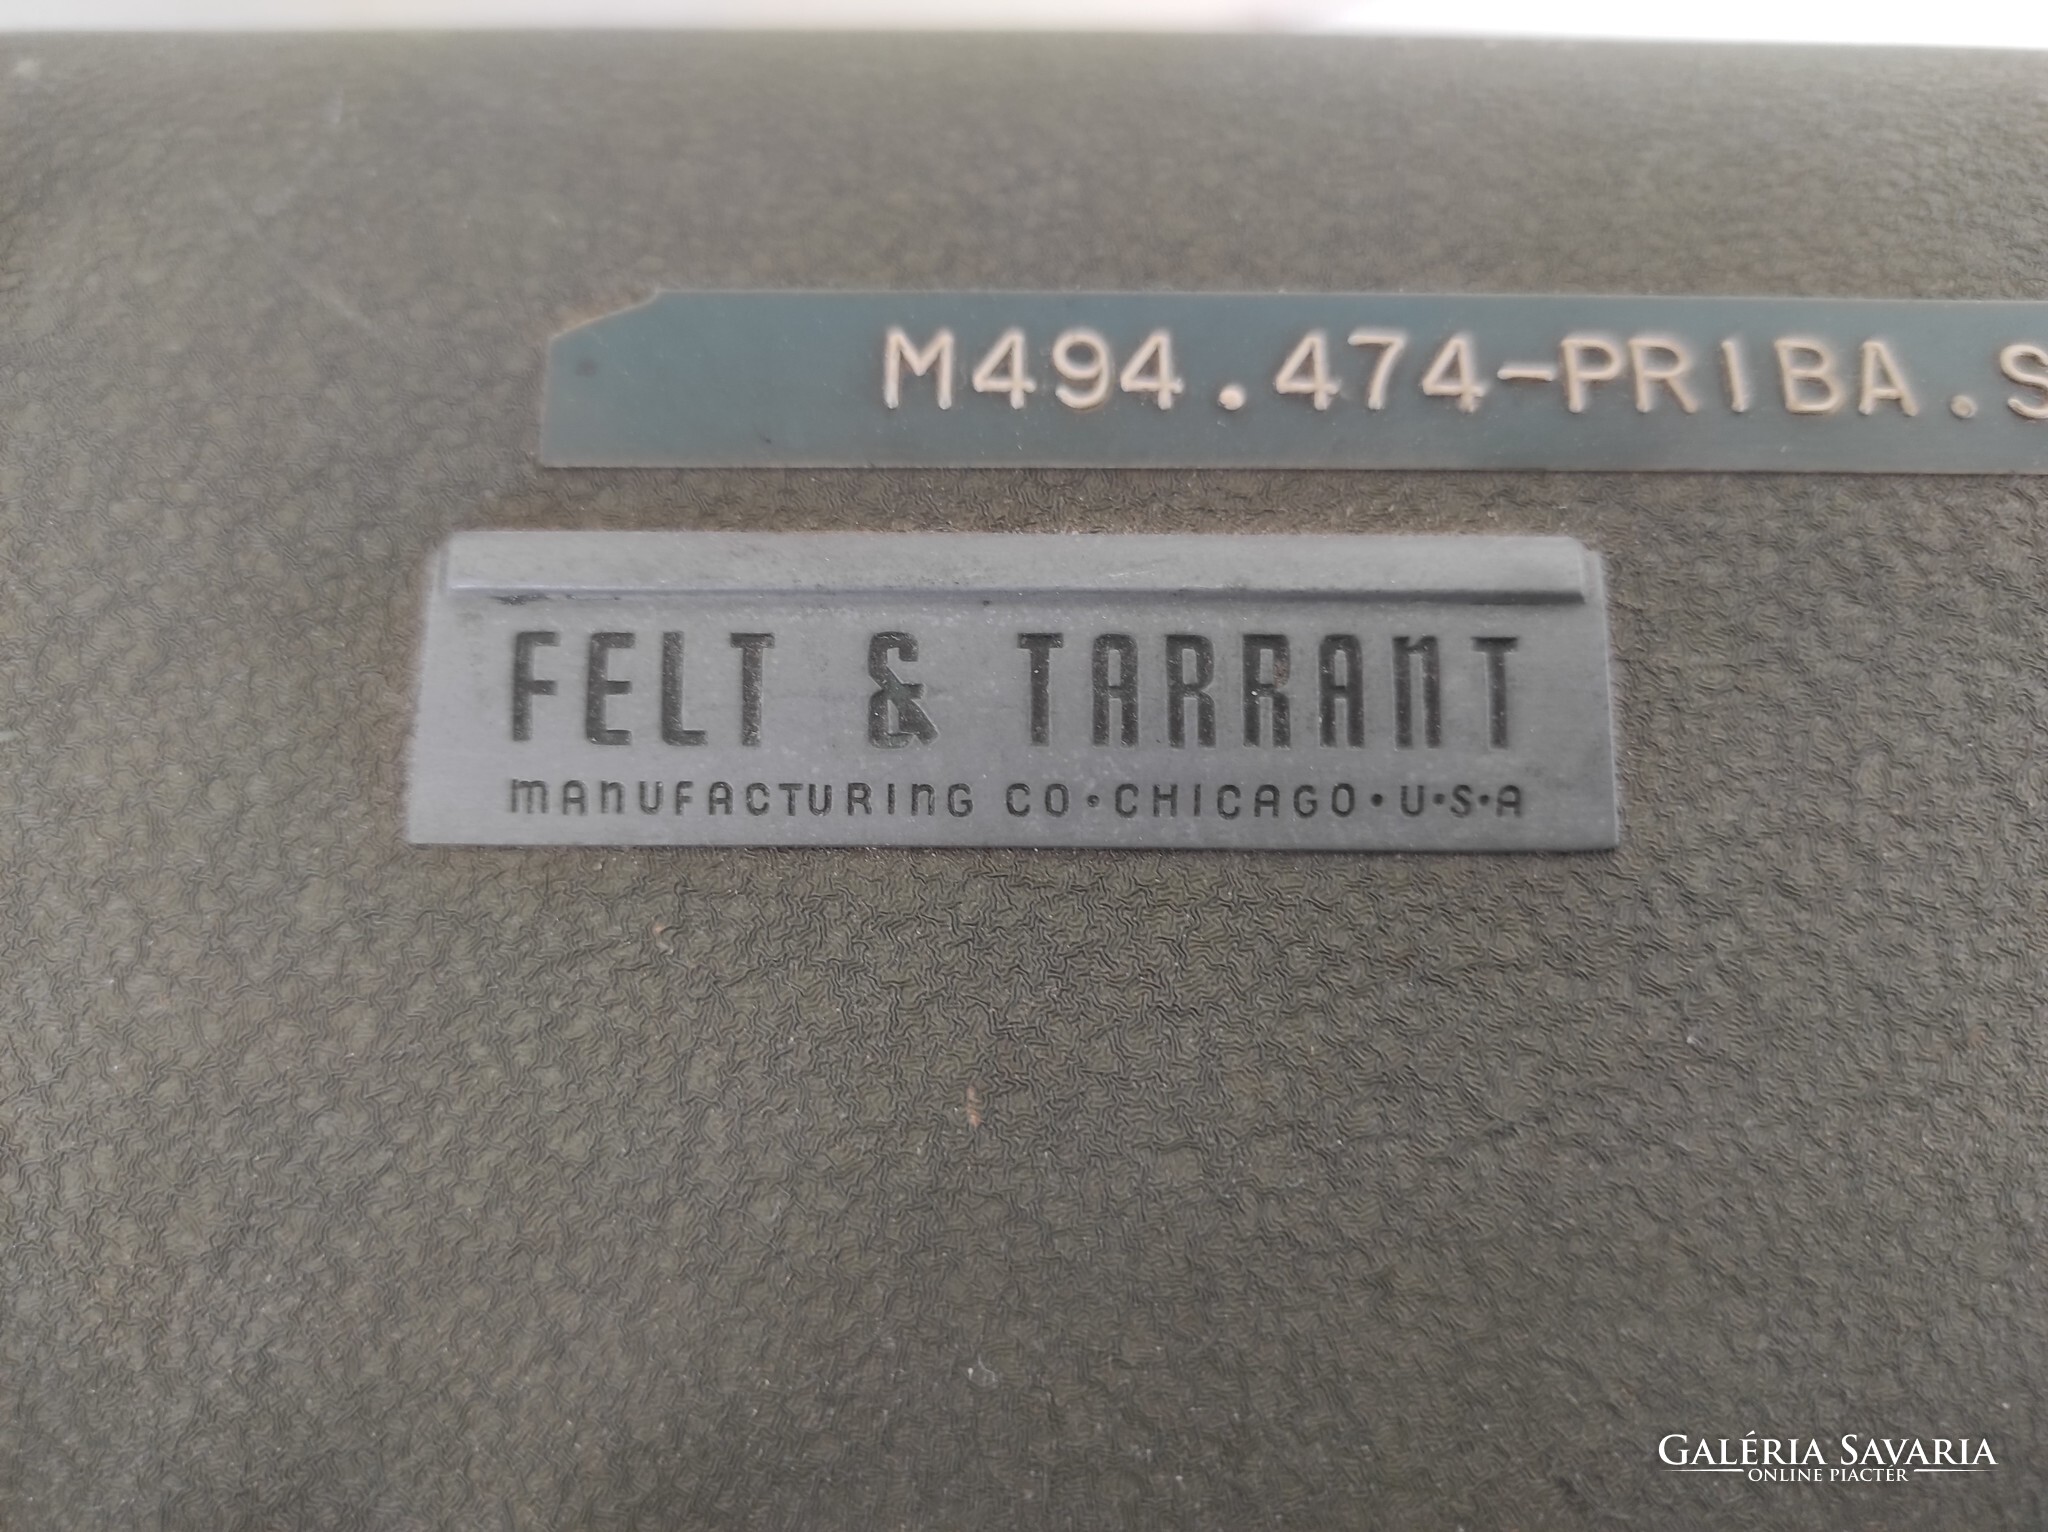 M494.474-PRIBA.S
FELT & TARRANT
MANUFACTURING CO•CHICAGO•U•S•A
GALÉRIA SAVARIA
ONLINE PIACTÉR